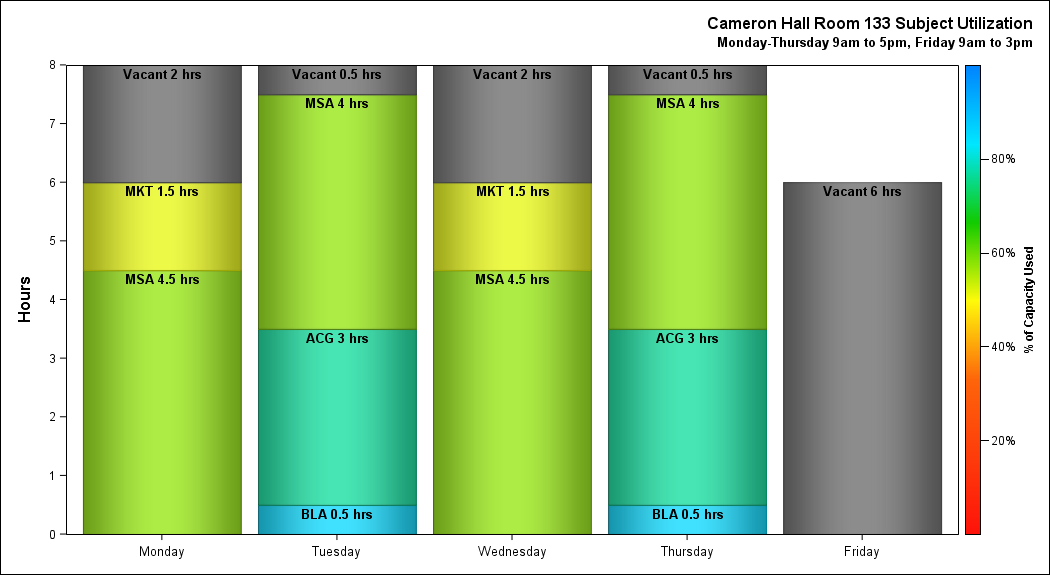 Cameron Hall Room 133 Subject Utilization
Monday-Thursday 9am to 5pm, Friday 9am to 3pm
Hours
8
7
6
5
4
3
2
1
0
Vacant 2 hrs
MKT 1.5 hrs
MSA 4.5 hrs
Monday
Vacant 0.5 hrs
MSA 4 hrs
ACG 3 hrs
BLA 0.5 hrs
Tuesday
Vacant 2 hrs
MKT 1.5 hrs
MSA 4.5 hrs
Wednesday
Vacant 0.5 hrs
MSA 4 hrs
ACG 3 hrs
BLA 0.5 hrs
Thursday
Vacant 6 hrs
Friday
80%
60%
40%
20%
% of Capacity Used